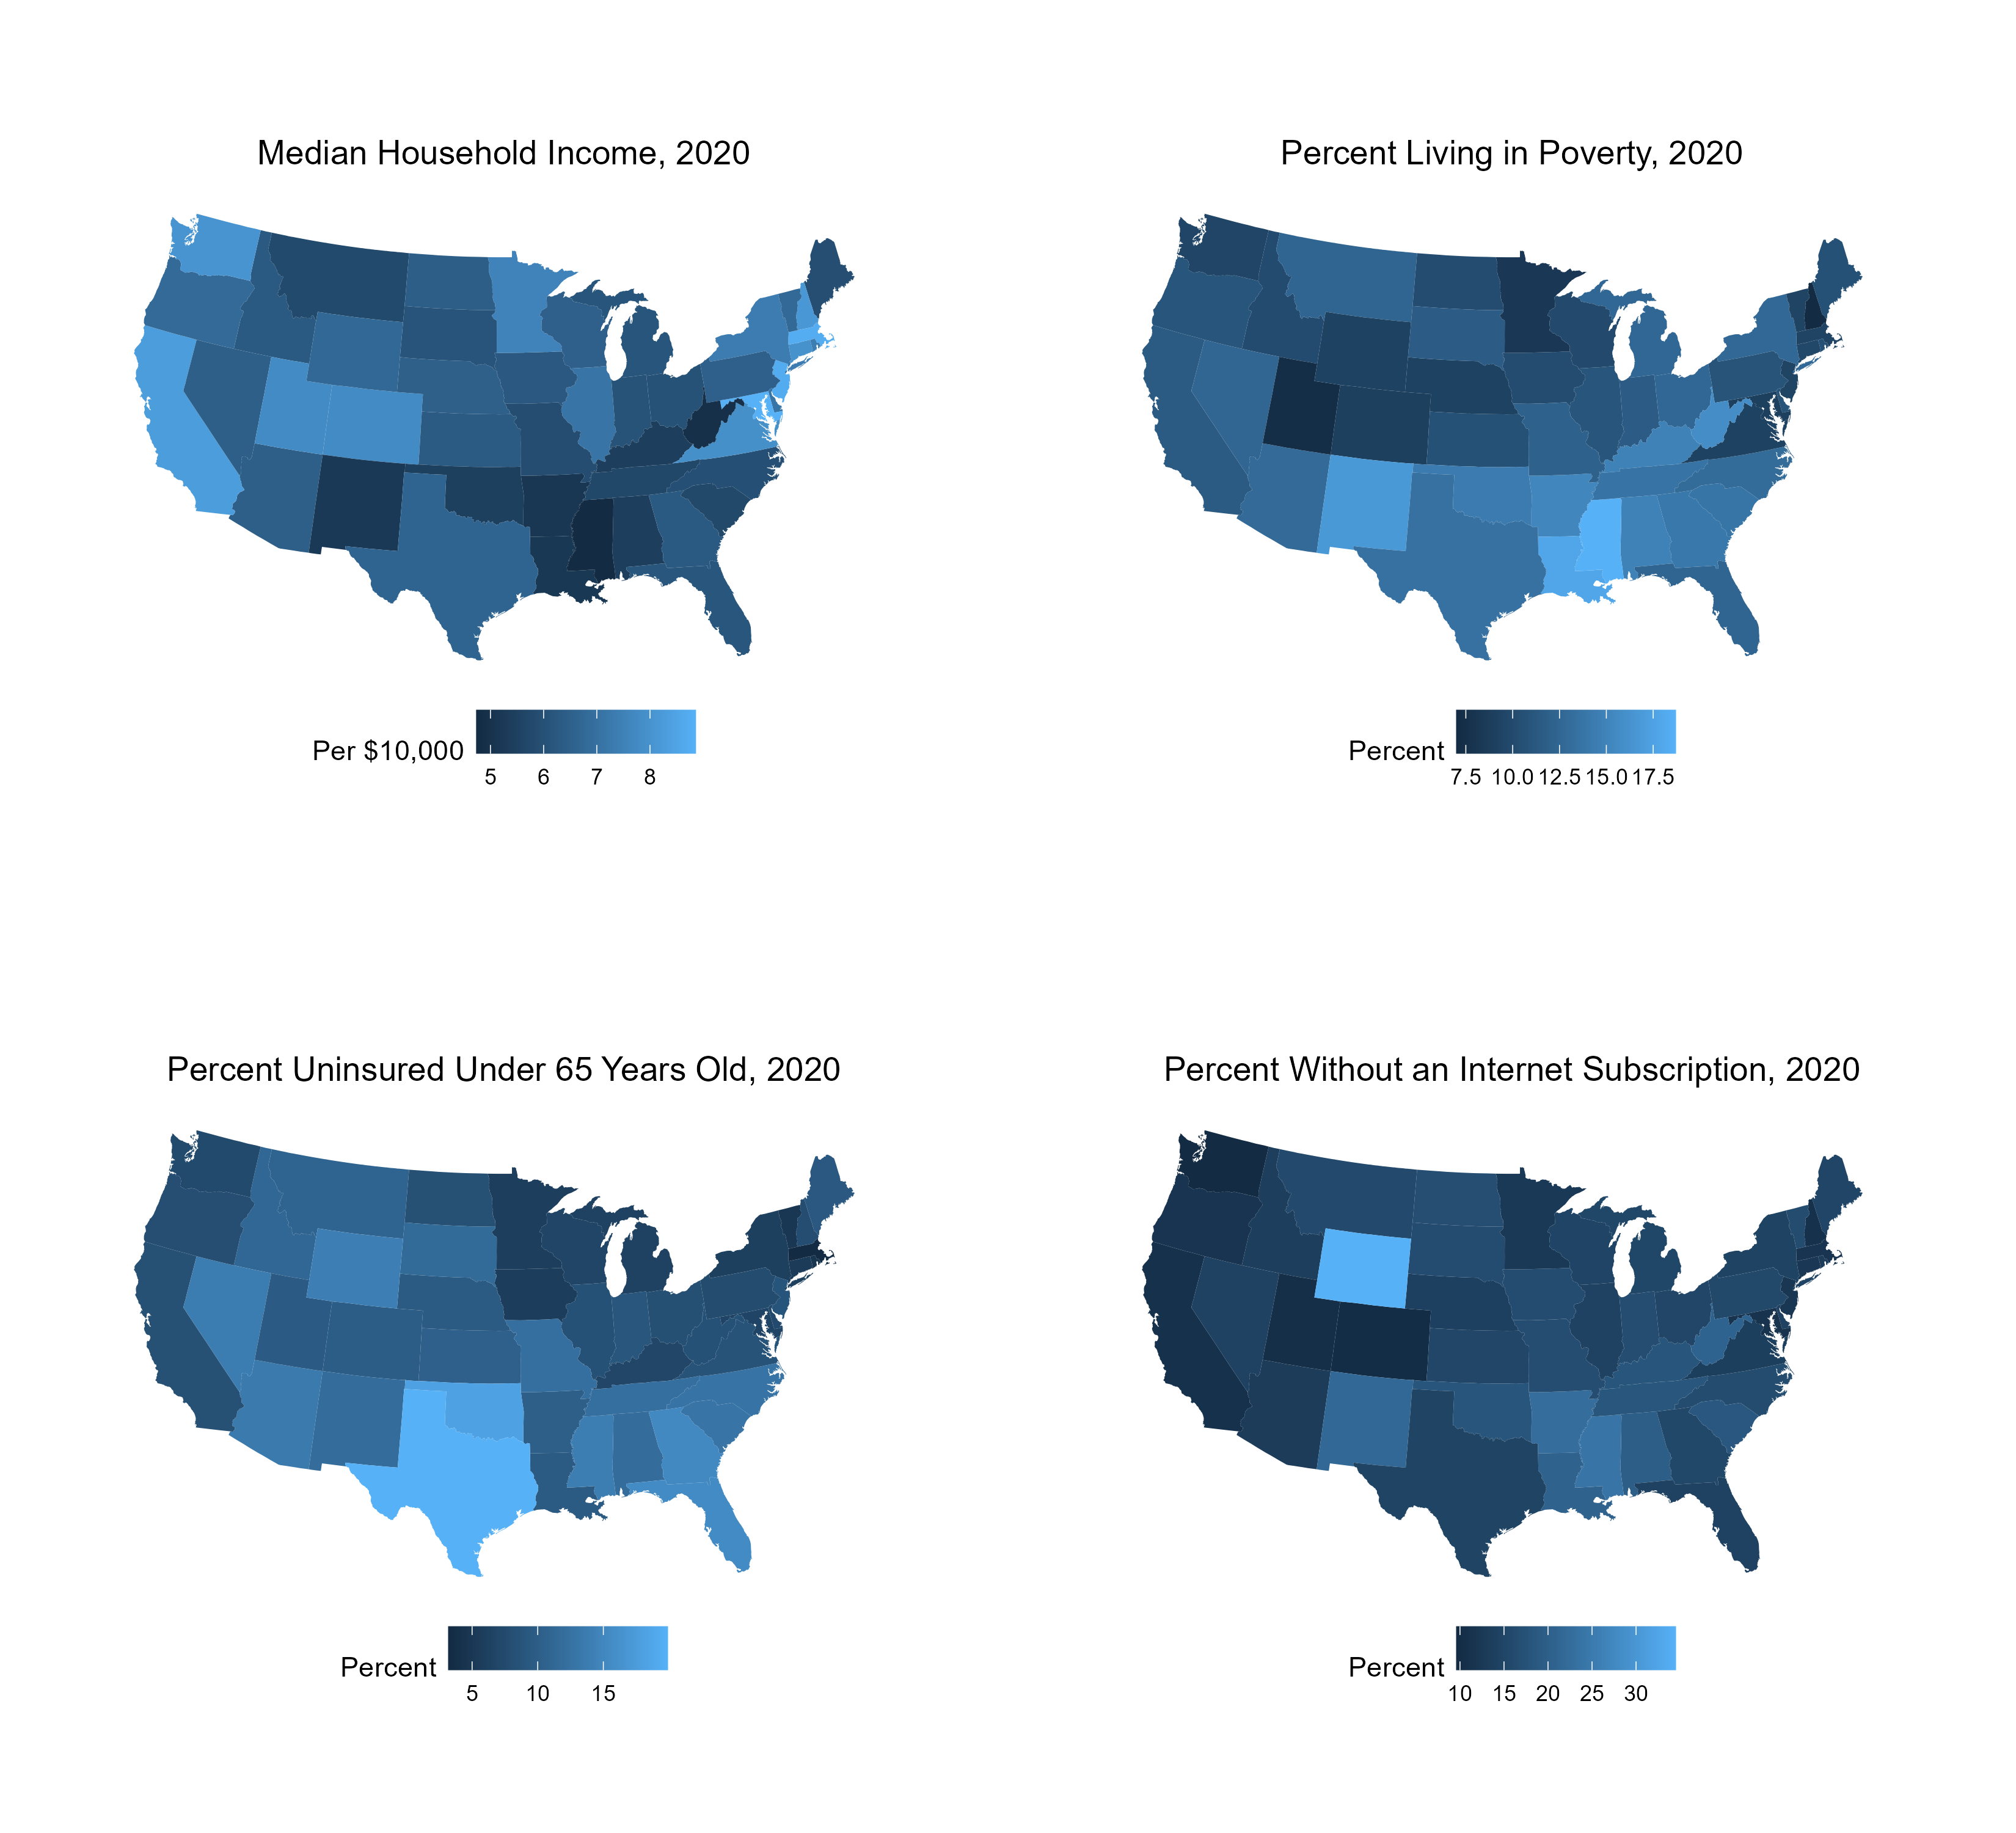 Median Household Income, 2020
Per $10,000
5 6 7 8
Percent Living in Poverty, 2020
Percent
7.5 10.0 12.5 15.0 17.5
Percent Uninsured Under 65 Years Old, 2020
Percent
5 10 15
Percent Without an Internet Subscription, 2020
Percent
10 15 20 25 30